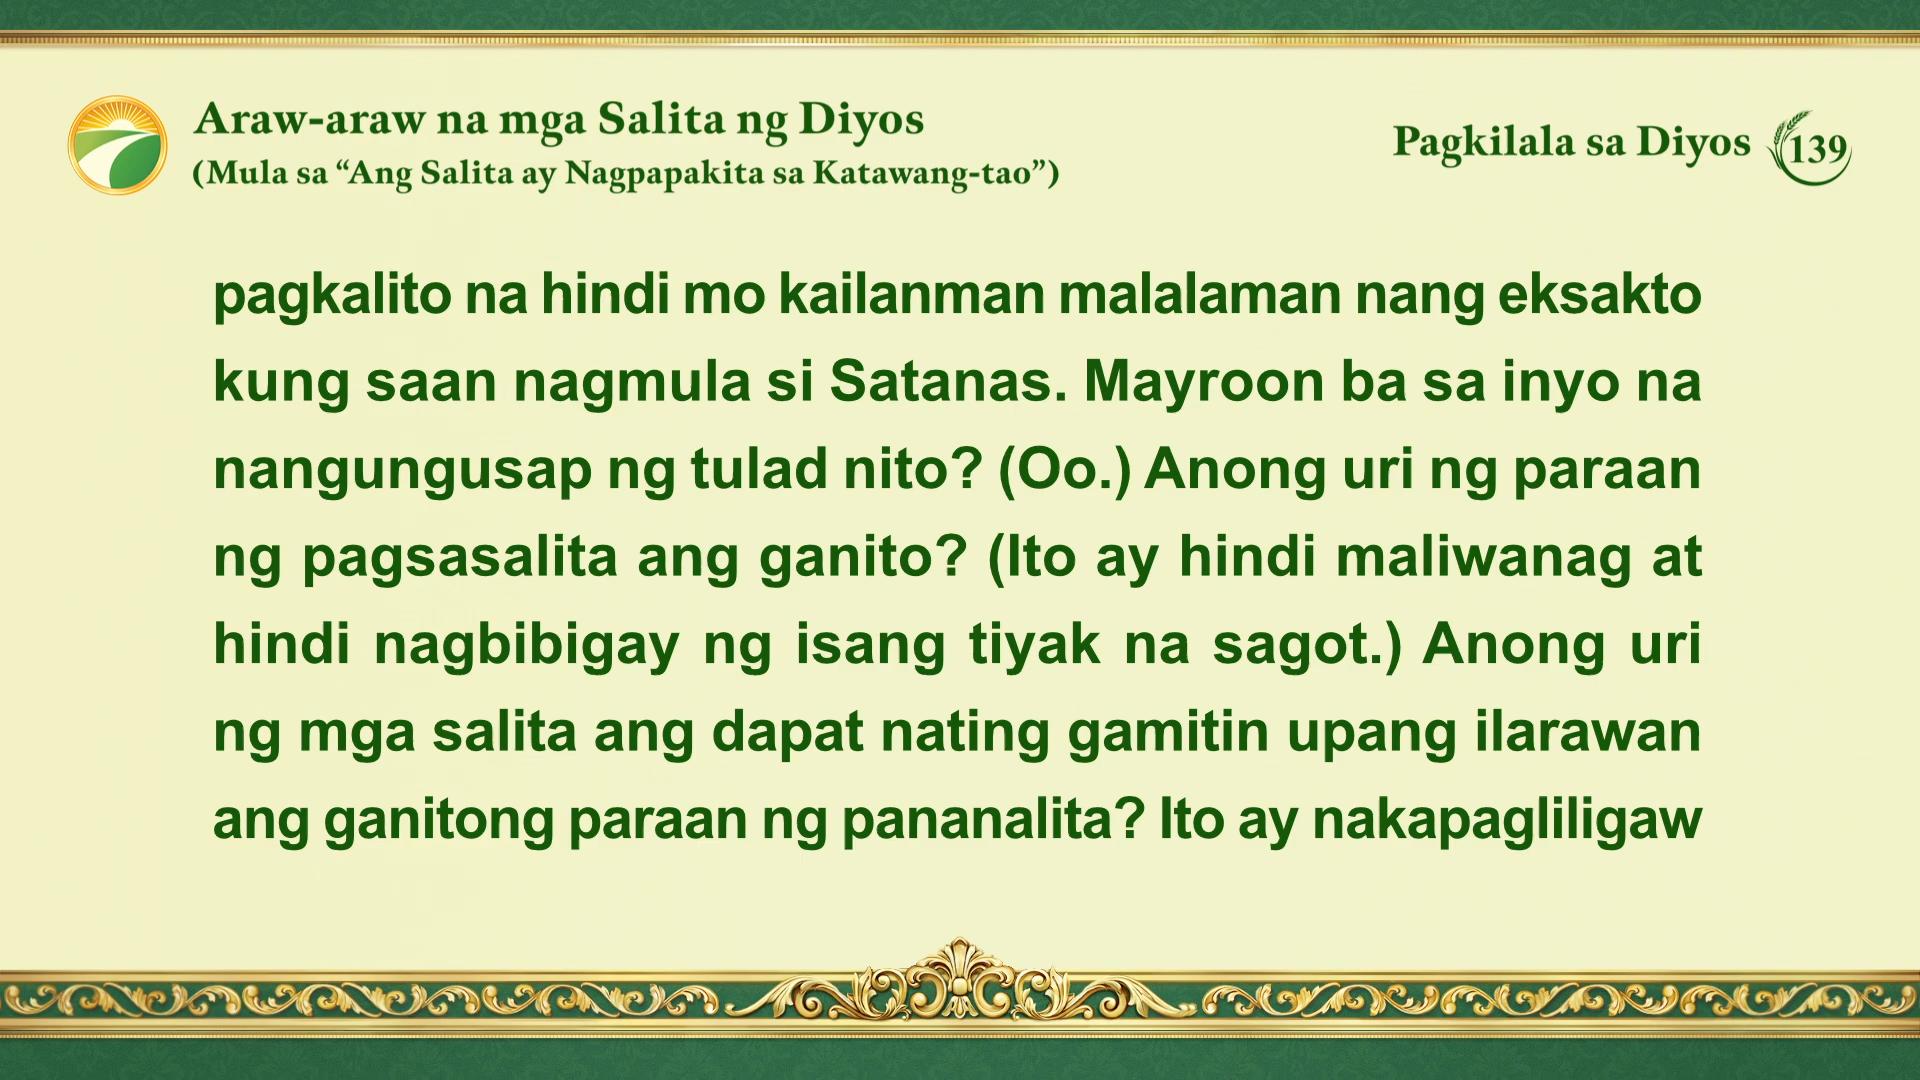 Araw-araw na mga Salita ng Diyos
(Mula sa “Ang Salita ay Nagpapakita sa Katawang-tao”)
Pagkilala sa Diyos 139
pagkalito na hindi mo kailanman malalaman nang eksakto
kung saan nagmula si Satanas. Mayroon ba sa inyo na
nangungusap ng tulad nito? (Oo.) Anong uri ng paraan
ng pagsasalita ang ganito? (Ito ay hindi maliwanag at
hindi nagbibigay ng isang tiyak na sagot.) Anong uri
ng mga salita ang dapat nating gamitin upang ilarawan
ang ganitong paraan ng pananalita? Ito ay nakapagliligaw